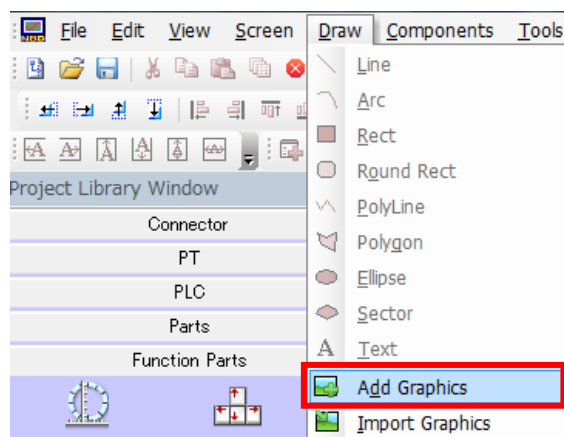 File Edit View Screen Draw Components Tools
Line
Arc
Rect
Round Rect
Project Library Window
PolyLine
Connector
Polygon
PT
Ellipse
PLC
Sector
Parts
Text
Function Parts
Add Graphics
Import Graphics